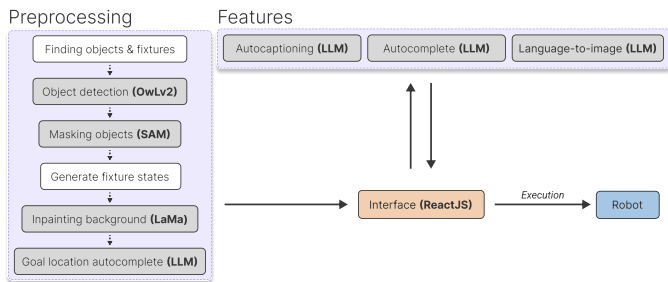 Preprocessing
Finding objects & fixtures
Object detection (OwLv2)
Masking objects (SAM)
Generate fixture states
Inpainting background (LaMa)
Goal location autocomplete (LLM)
Features
Autocaptioning (LLM)
Autocomplete (LLM)
Language-to-image (LLM)
Interface (ReactJS)
Execution
Robot